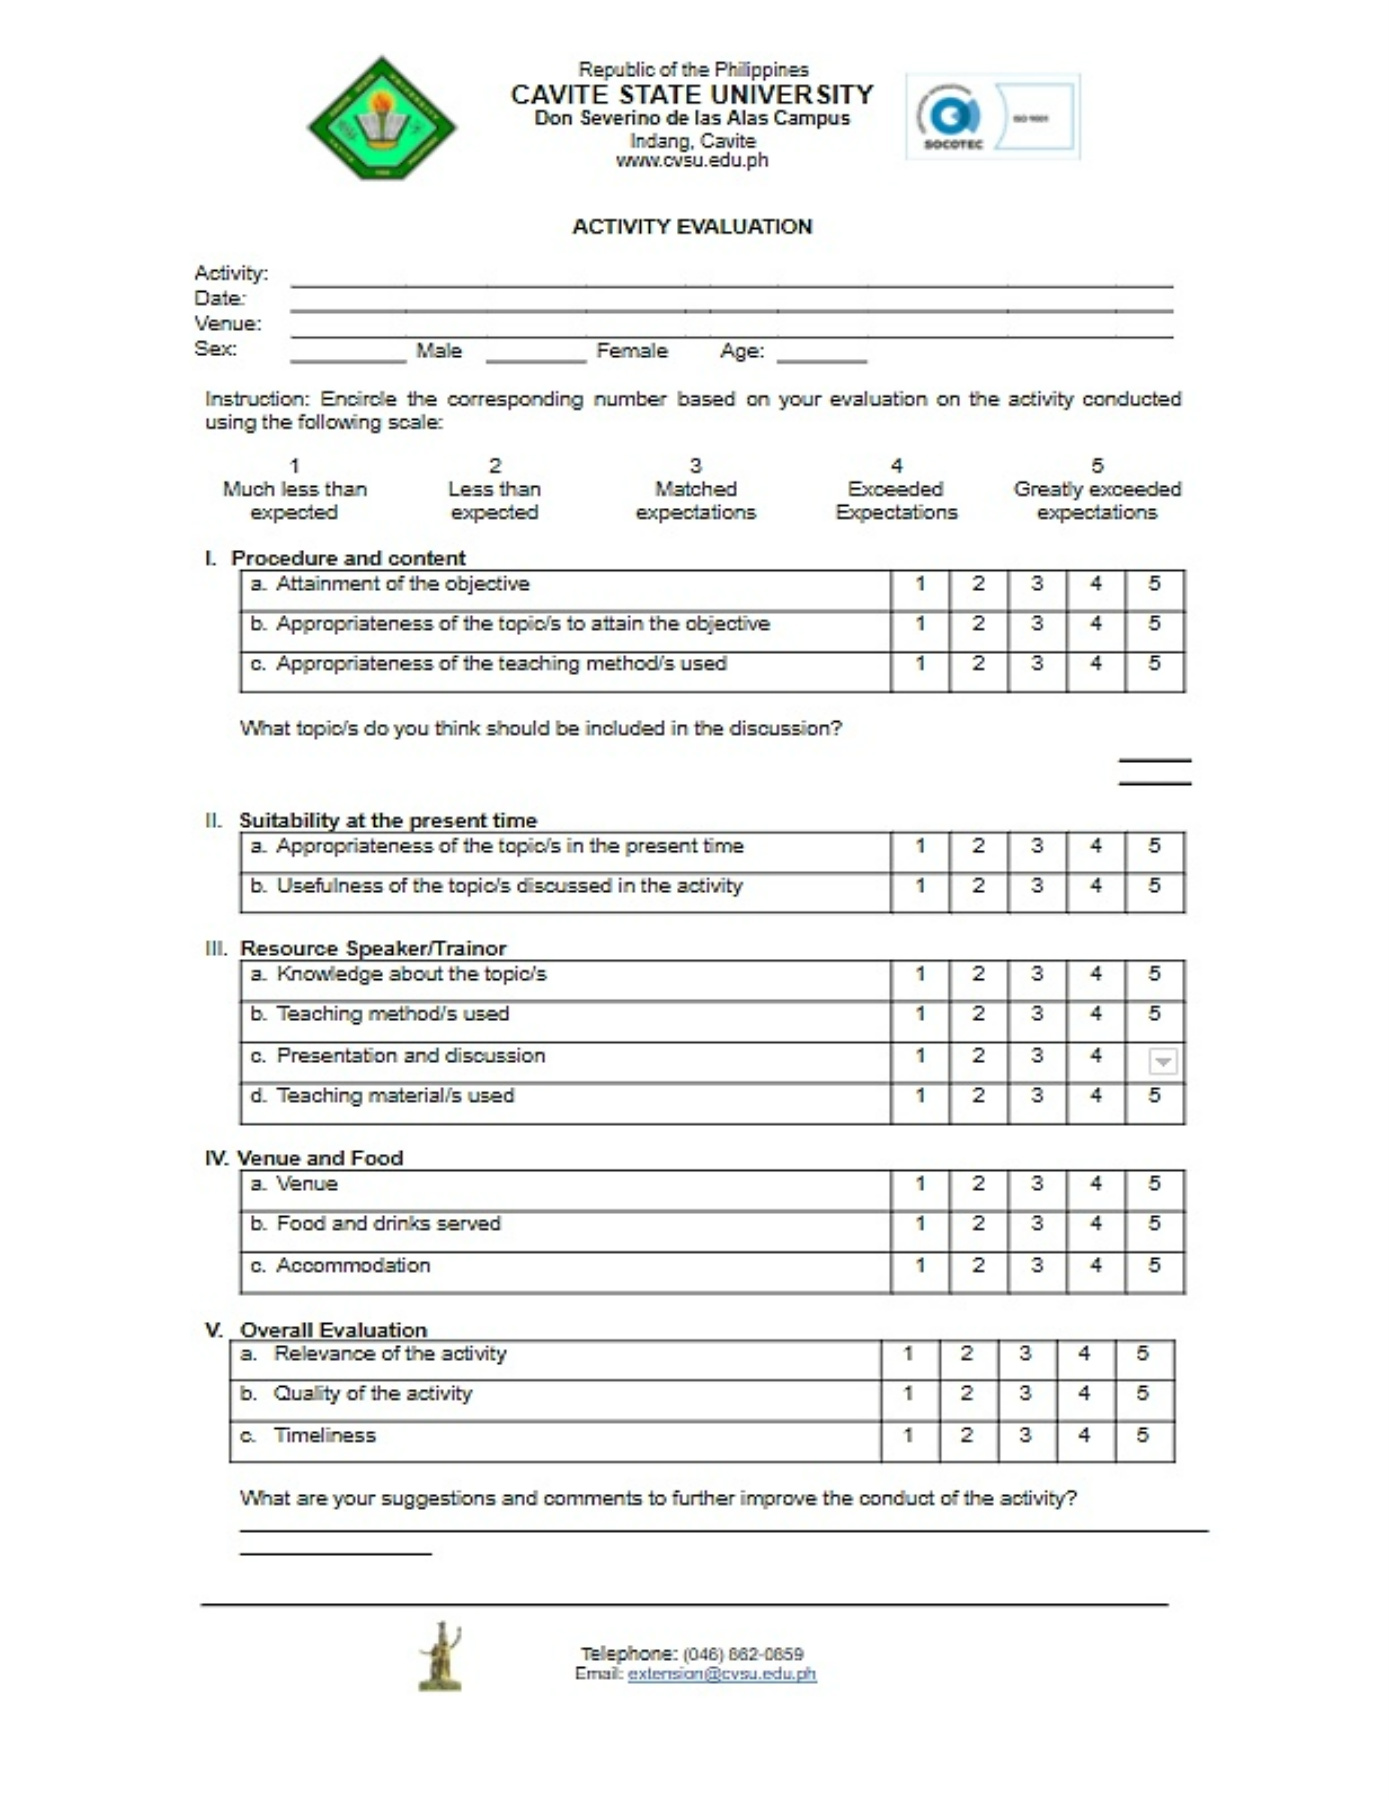 Republic of the Philippines
CAVITE STATE UNIVERSITY
Don Severino de las Alas Campus
Indang, Cavite
www.cvsu.edu.ph
SOCOTEC
ISO 9001
ACTIVITY EVALUATION
Activity:
Date:
Venue:
Sex: Male Female Age:
Instruction: Encircle the corresponding number based on your evaluation on the activity conducted
using the following scale:
1 2 3 4 5
Much less than Less than Matched Exceeded Greatly exceeded
expected expected expectations Expectations expectations
I. Procedure and content
a. Attainment of the objective 1 2 3 4 5
b. Appropriateness of the topic/s to attain the objective 1 2 3 4 5
c. Appropriateness of the teaching method/s used 1 2 3 4 5
What topic/s do you think should be included in the discussion?
II. Suitability at the present time
a. Appropriateness of the topic/s in the present time 1 2 3 4 5
b. Usefulness of the topic/s discussed in the activity 1 2 3 4 5
III. Resource Speaker/Trainor
a. Knowledge about the topic/s 1 2 3 4 5
b. Teaching method/s used 1 2 3 4 5
c. Presentation and discussion 1 2 3 4
d. Teaching material/s used 1 2 3 4 5
IV. Venue and Food
a. Venue 1 2 3 4 5
b. Food and drinks served 1 2 3 4 5
c. Accommodation 1 2 3 4 5
V. Overall Evaluation
a. Relevance of the activity 1 2 3 4 5
b. Quality of the activity 1 2 3 4 5
c. Timeliness 1 2 3 4 5
What are your suggestions and comments to further improve the conduct of the activity?
Telephone: (046) 862-0859
Email: extension@cvsu.edu.ph